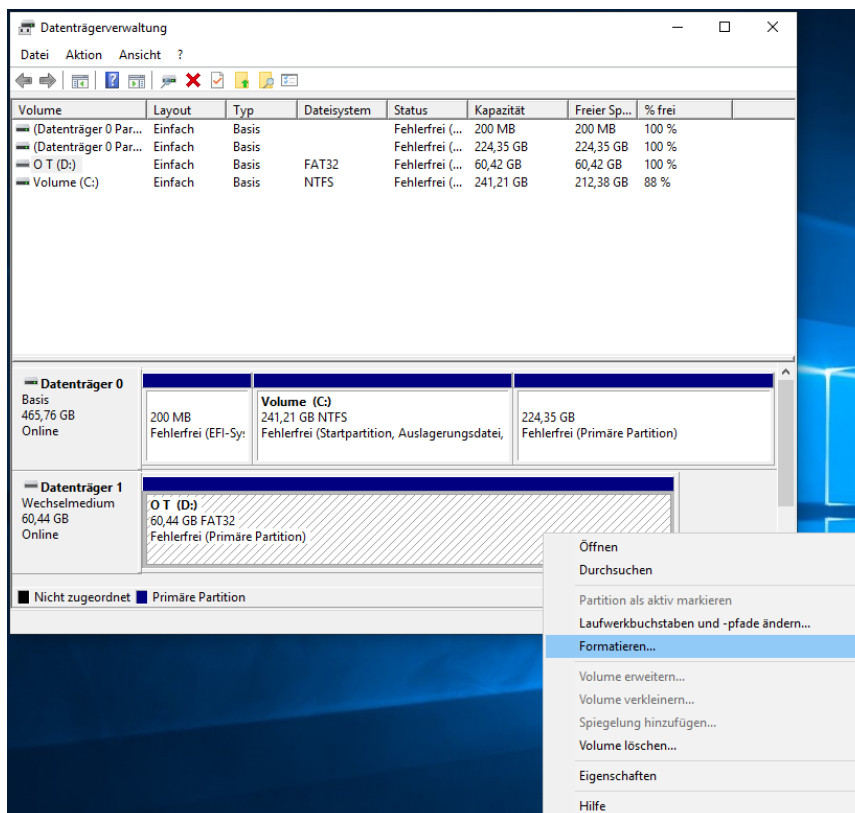 Datenträgerverwaltung
Datei Aktion Ansicht ?
Volume Layout Typ Dateisystem Status Kapazität Freier Sp... % frei
(Datenträger 0 Par... Einfach Basis Fehlerfrei (... 200 MB 200 MB 100 %
(Datenträger 0 Par... Einfach Basis Fehlerfrei (... 224,35 GB 224,35 GB 100 %
O T (D:) Einfach Basis FAT32 Fehlerfrei (... 60,42 GB 60,42 GB 100 %
Volume (C:) Einfach Basis NTFS Fehlerfrei (... 241,21 GB 212,38 GB 88 %
Datenträger 0
Basis
465,76 GB
Online
200 MB
Fehlerfrei (EFI-Sy:
Volume (C:)
241,21 GB NTFS
Fehlerfrei (Startpartition, Auslagerungsdatei,
224,35 GB
Fehlerfrei (Primäre Partition)
Datenträger 1
Wechselmedium
60,44 GB
Online
O T (D:)
60,44 GB FAT32
Fehlerfrei (Primäre Partition)
Nicht zugeordnet Primäre Partition
Öffnen
Durchsuchen
Partition als aktiv markieren
Laufwerkbuchstaben und -pfade ändern...
Formatieren...
Volume erweitern...
Volume verkleinern...
Spiegelung hinzufügen...
Volume löschen...
Eigenschaften
Hilfe